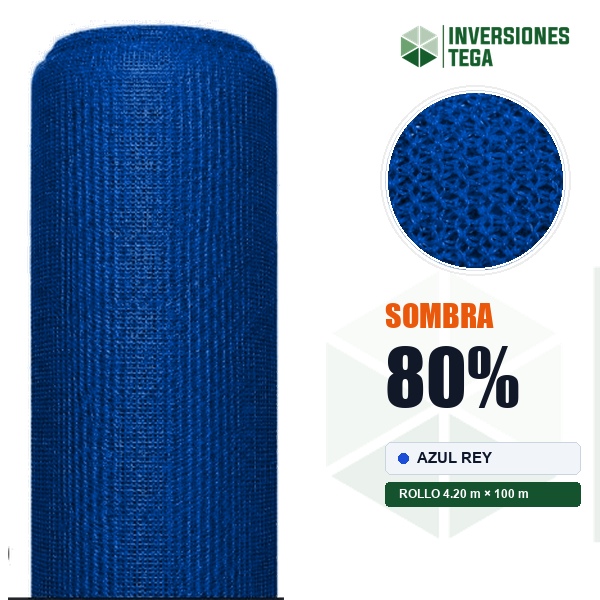 INVERSIONES
TEGA
SOMBRA
80%
AZUL REY
ROLLO 4.20 m × 100 m